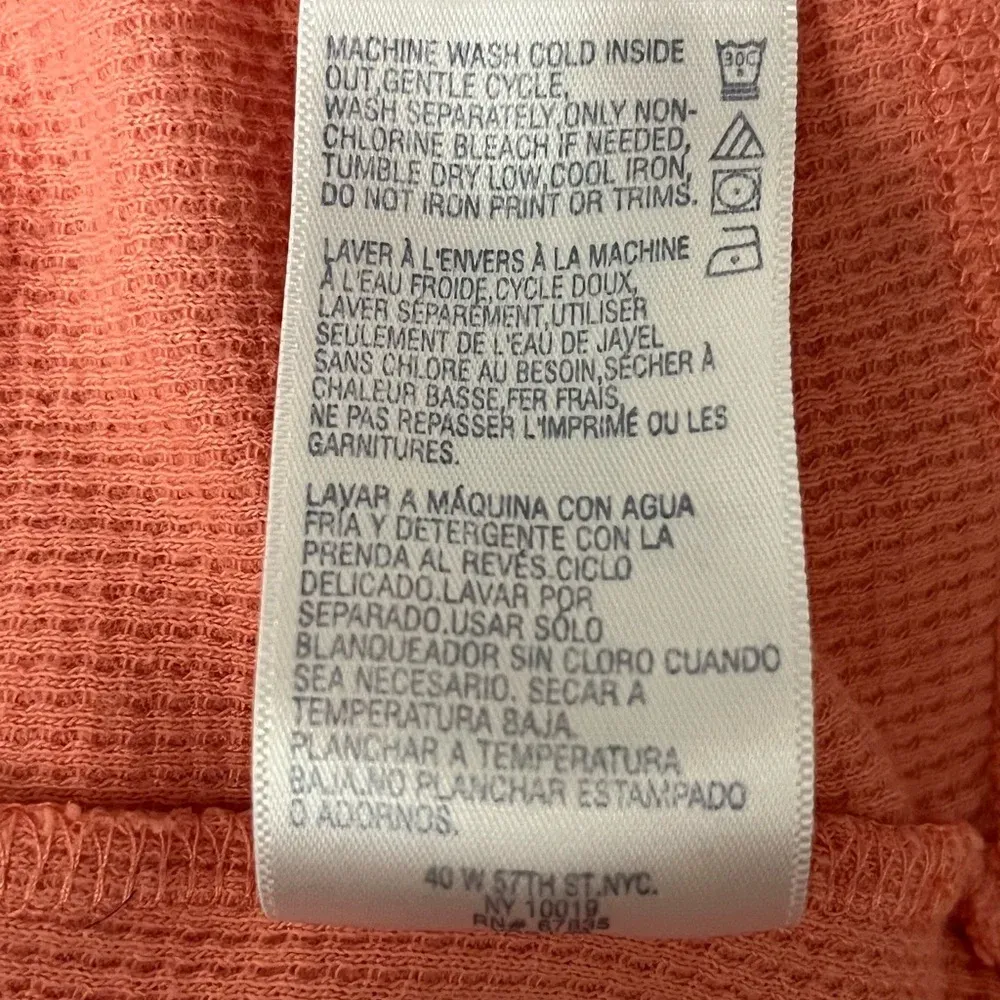 MACHINE WASH COLD INSIDE
OUT,GENTLE CYCLE,
WASH SEPARATELY,ONLY NON-
CHLORINE BLEACH IF NEEDED,
TUMBLE DRY LOW,COOL IRON,
DO NOT IRON PRINT OR TRIMS.
30C
LAVER À L'ENVERS À LA MACHINE
À L'EAU FROIDE,CYCLE DOUX,
LAVER SÉPARÉMENT,UTILISER
SEULEMENT DE L'EAU DE JAVEL
SANS CHLORE AU BESOIN,SÉCHER À
CHALEUR BASSE,FER FRAIS,
NE PAS REPASSER L'IMPRIMÉ OU LES
GARNITURES.
LAVAR A MÁQUINA CON AGUA
FRÍA Y DETERGENTE CON LA
PRENDA AL REVÉS.CICLO
DELICADO.LAVAR POR
SEPARADO.USAR SÓLO
BLANQUEADOR SIN CLORO CUANDO
SEA NECESARIO. SECAR A
TEMPERATURA BAJA.
PLANCHAR A TEMPERATURA
BAJA.NO PLANCHAR ESTAMPADO
O ADORNOS.
40 W 57TH ST.NYC.
NY 10019
RN# 67835